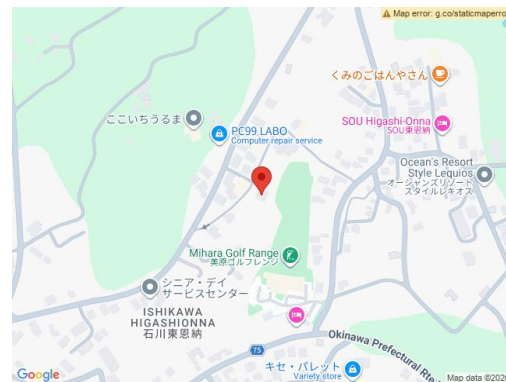 Map error: g.co/staticmaperro
くみのごはんやさん
ここいちうるま
PC99 LABO
Computer repair service
SOU Higashi-Onna
SOU東恩納
Ocean's Resort
Style Lequios
オーシャンズリゾート
スタイルレキオス
Mihara Golf Range
美原ゴルフレンジ
シニア・デイ
サービスセンター
ISHIKAWA
HIGASHIONNA
石川東恩納
75
Okinawa Prefectural Rte
キセ・パレット
Variety store
Google
Map data ©2026